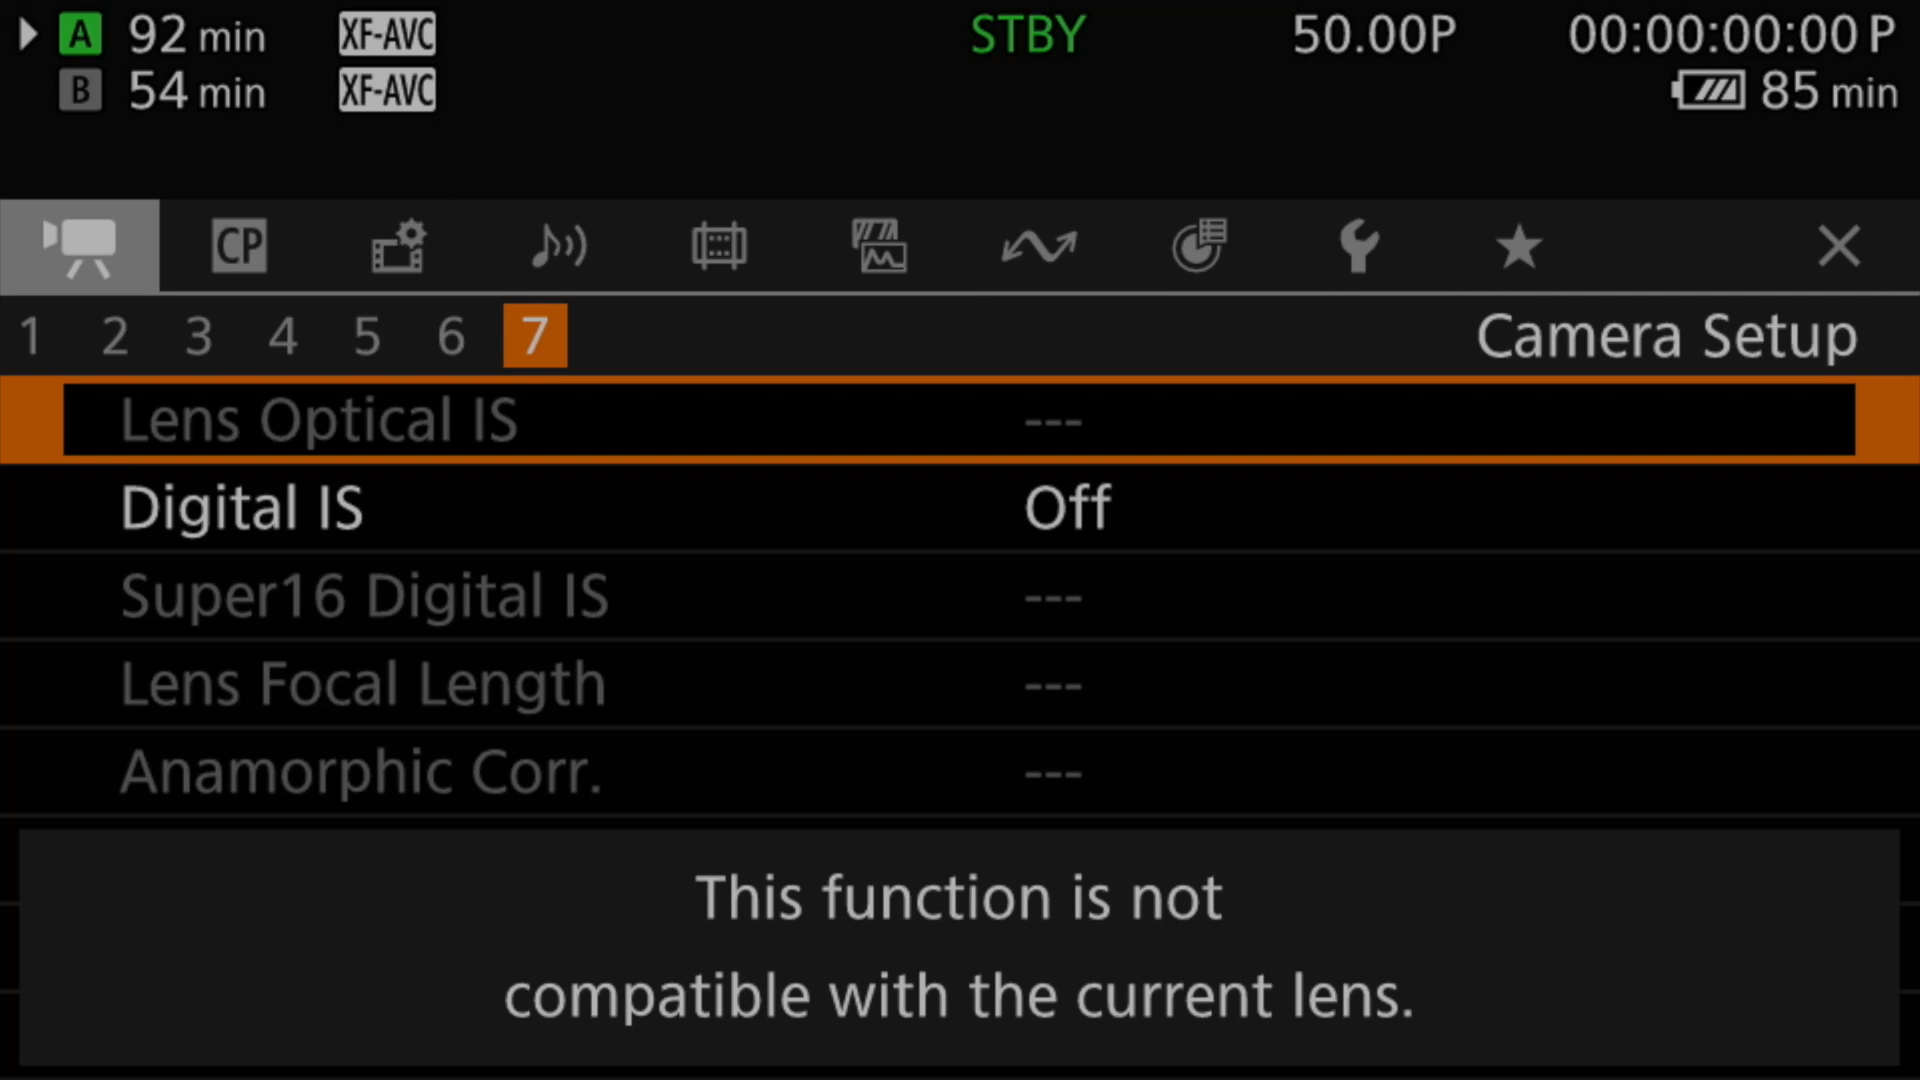 A 92 min XF-AVC STBY 50.00P 00:00:00:00 P
B 54 min XF-AVC 85 min
CP
1 2 3 4 5 6 7 Camera Setup
Lens Optical IS ---
Digital IS Off
Super16 Digital IS ---
Lens Focal Length ---
Anamorphic Corr. ---
This function is not
compatible with the current lens.